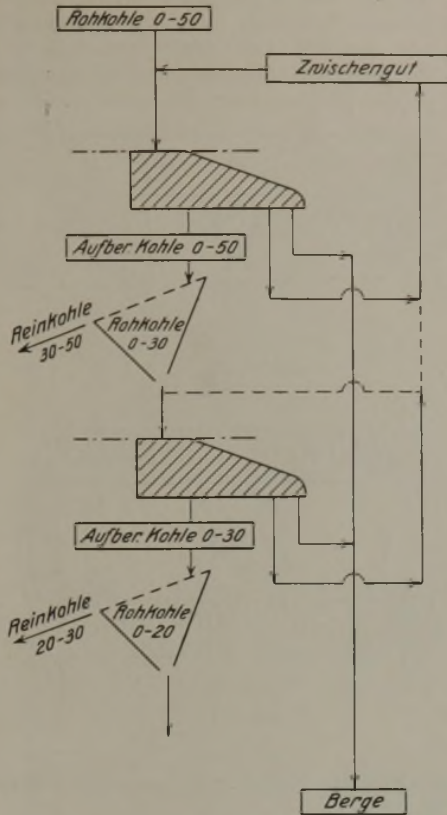 Rohkohle 0-50
Zwischengut
Aufber. Kohle 0-50
Reinkohle
30-50
Rohkohle
0-30
Aufber. Kohle 0-30
Reinkohle
20-30
Rohkohle
0-20
Berge